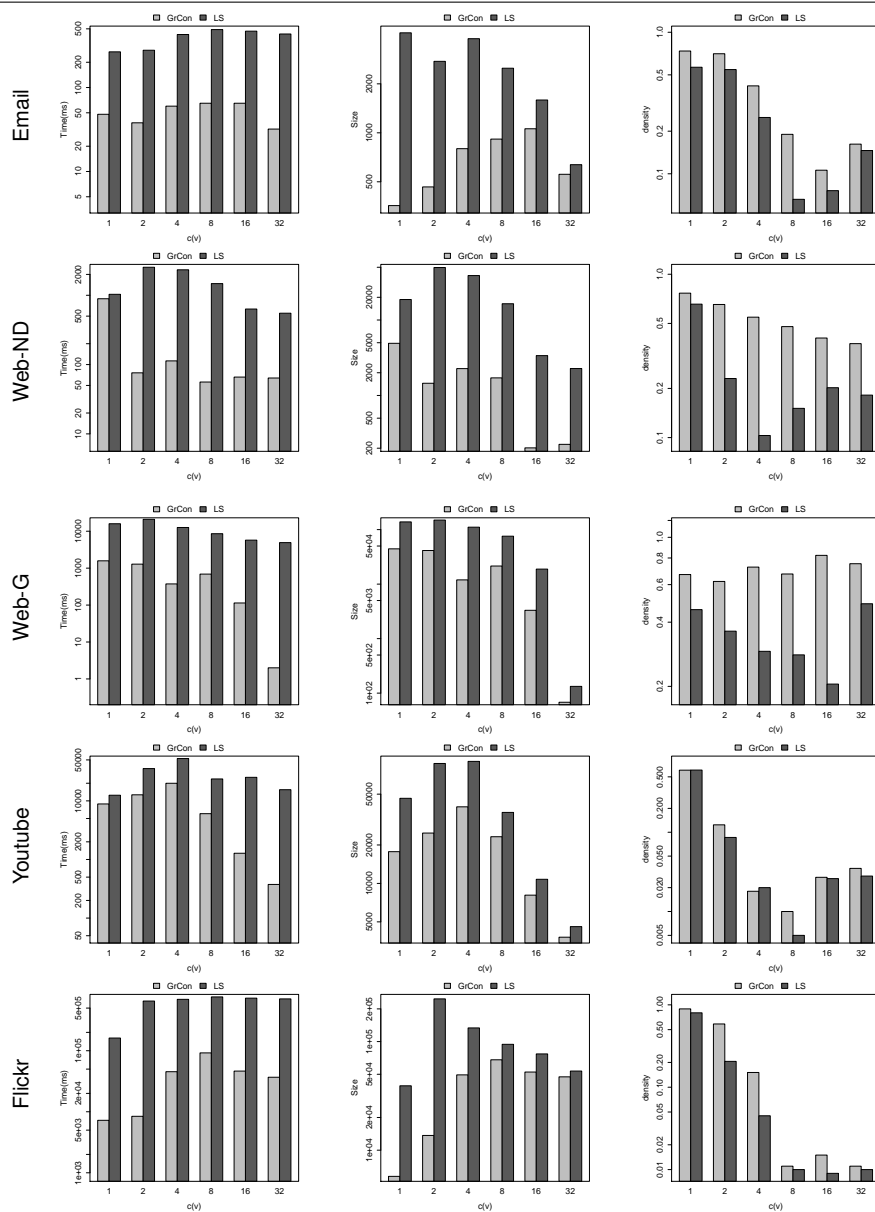 Email
GrCon LS
Time(ms)
5 10 20 50 100 200 500
1 2 4 8 16 32
c(v)
GrCon LS
Size
500 1000 2000
1 2 4 8 16 32
c(v)
GrCon LS
density
0.1 0.2 0.5 1.0
1 2 4 8 16 32
c(v)
Web-ND
GrCon LS
Time(ms)
10 20 50 100 500 2000
1 2 4 8 16 32
c(v)
GrCon LS
Size
200 500 2000 5000 20000
1 2 4 8 16 32
c(v)
GrCon LS
density
0.1 0.2 0.5 1.0
1 2 4 8 16 32
c(v)
Web-G
GrCon LS
Time(ms)
1 10 100 1000 10000
1 2 4 8 16 32
c(v)
GrCon LS
Size
1e+02 5e+02 5e+03 5e+04
1 2 4 8 16 32
c(v)
GrCon LS
density
0.2 0.4 0.6 0.8 1.0
1 2 4 8 16 32
c(v)
Youtube
GrCon LS
Time(ms)
50 200 500 2000 10000 50000
1 2 4 8 16 32
c(v)
GrCon LS
Size
5000 10000 20000 50000
1 2 4 8 16 32
c(v)
GrCon LS
density
0.005 0.020 0.050 0.200 0.500
1 2 4 8 16 32
c(v)
Flickr
GrCon LS
Time(ms)
1e+03 5e+03 2e+04 1e+05 5e+05
1 2 4 8 16 32
c(v)
GrCon LS
Size
1e+04 2e+04 5e+04 1e+05 2e+05
1 2 4 8 16 32
c(v)
GrCon LS
density
0.01 0.02 0.05 0.10 0.20 0.50 1.00
1 2 4 8 16 32
c(v)